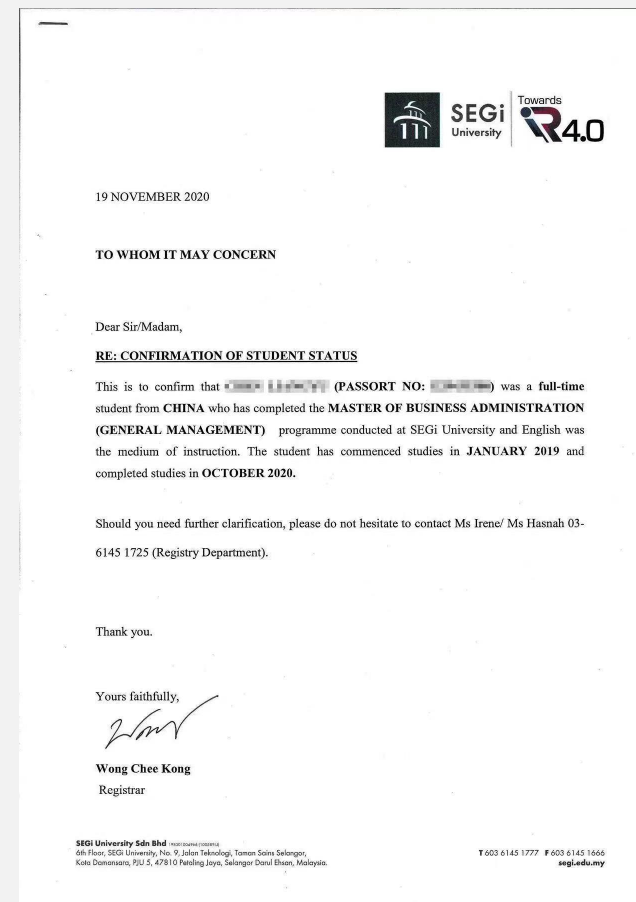 SEGi
University
Towards
iR4.0
19 NOVEMBER 2020
TO WHOM IT MAY CONCERN
Dear Sir/Madam,
RE: CONFIRMATION OF STUDENT STATUS
This is to confirm that (PASSORT NO: ) was a full-time
student from CHINA who has completed the MASTER OF BUSINESS ADMINISTRATION
(GENERAL MANAGEMENT) programme conducted at SEGi University and English was
the medium of instruction. The student has commenced studies in JANUARY 2019 and
completed studies in OCTOBER 2020.
Should you need further clarification, please do not hesitate to contact Ms Irene/ Ms Hasnah 03-
6145 1725 (Registry Department).
Thank you.
Yours faithfully,
Wong Chee Kong
Registrar
SEGi University Sdn Bhd
6th Floor, SEGi University, No. 9, Jalan Teknologi, Taman Sains Selangor,
Kota Damansara, PJU 5, 47810 Petaling Jaya, Selangor Darul Ehsan, Malaysia.
T 603 6145 1777 F 603 6145 1666
segi.edu.my